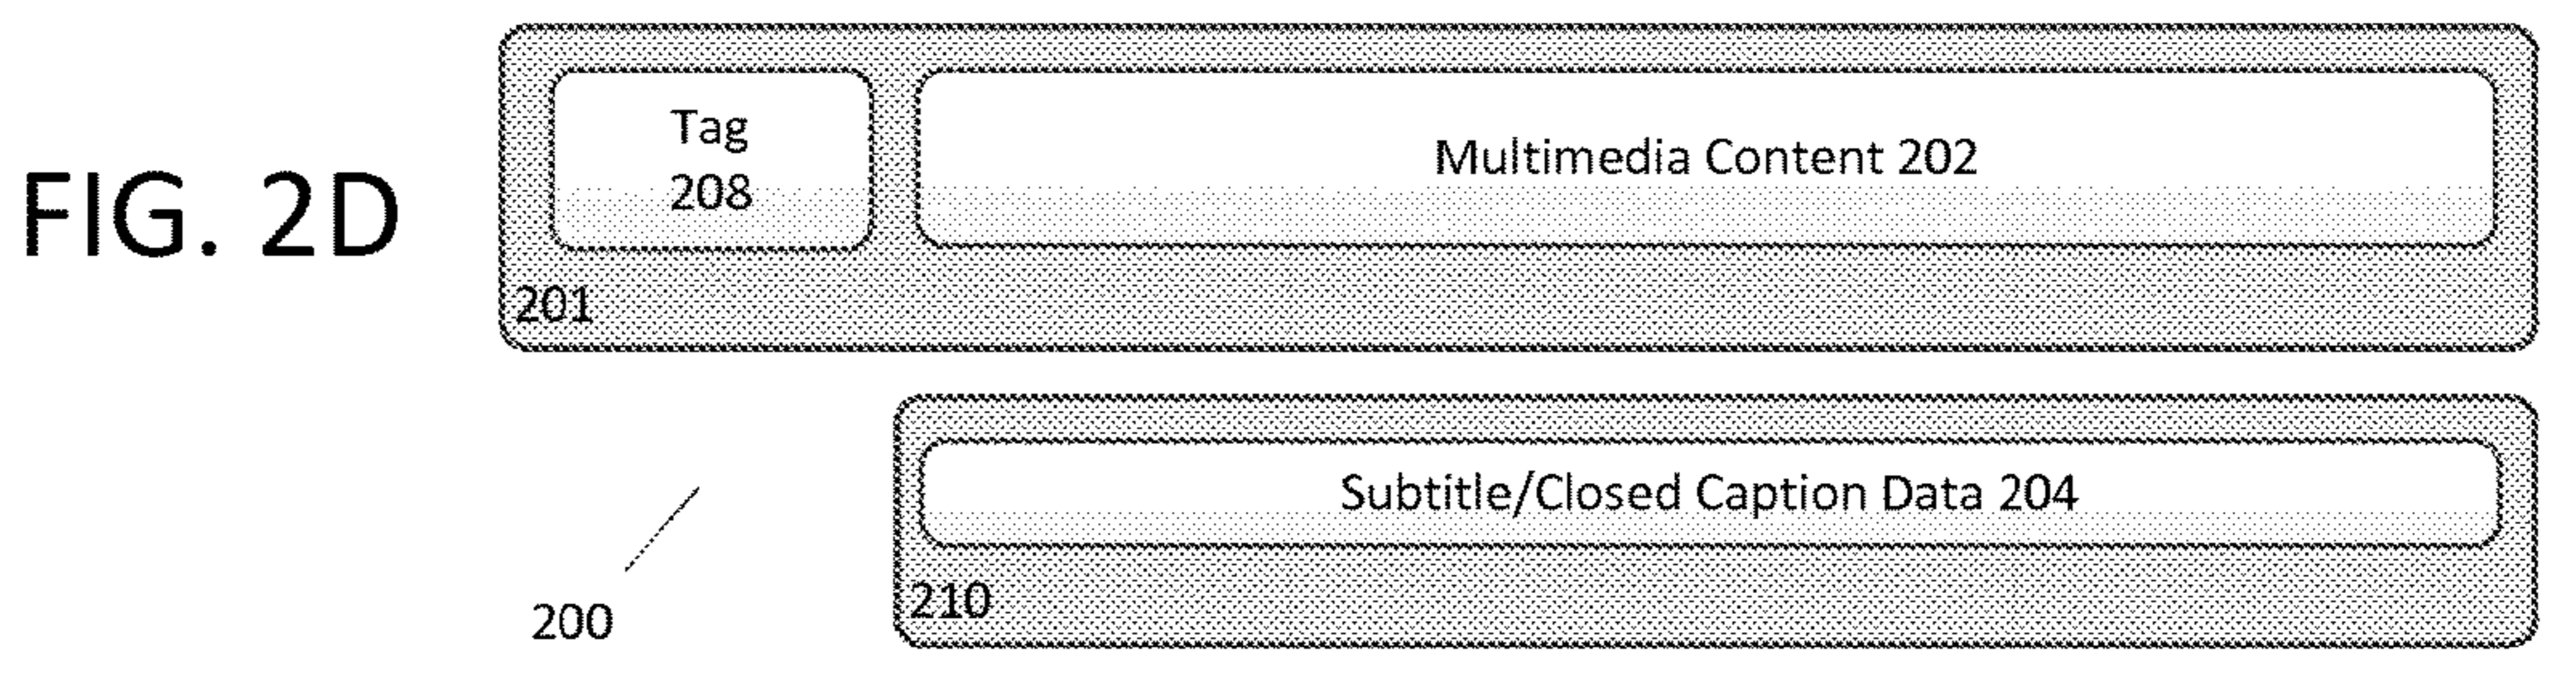 FIG. 2D
Tag
208
Multimedia Content 202
201
Subtitle/Closed Caption Data 204
210
200